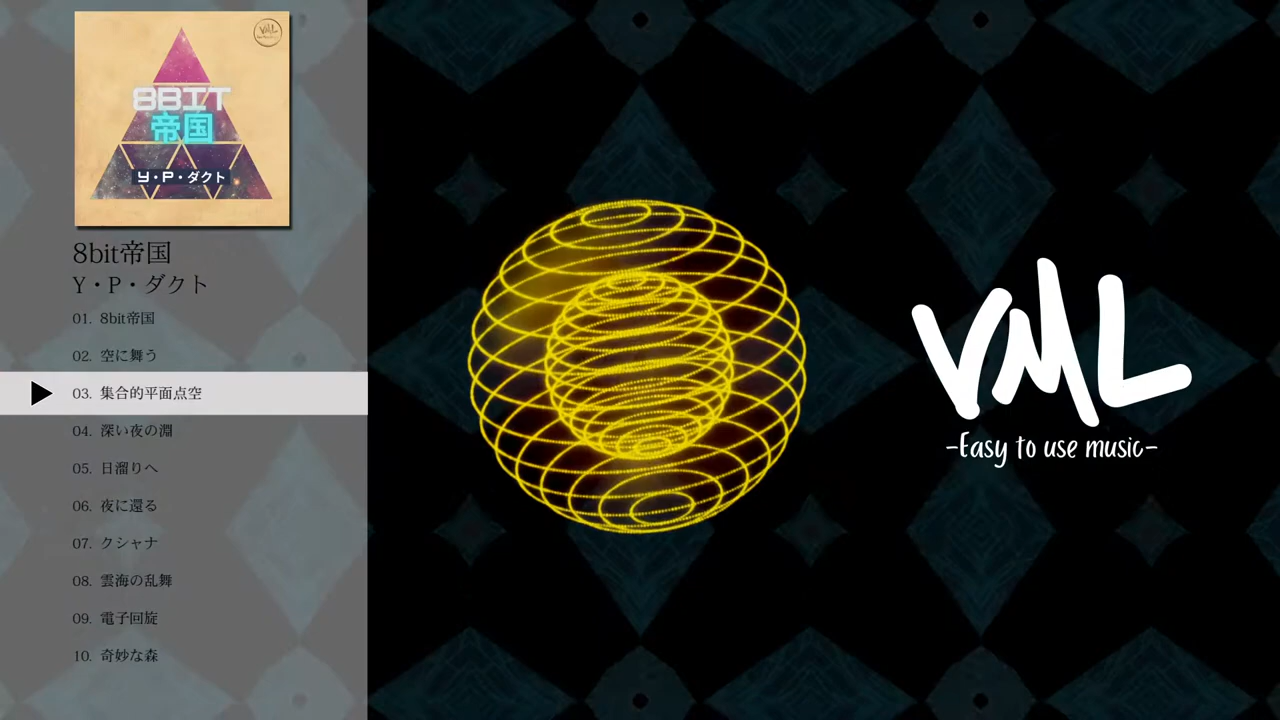 VML
8BIT
帝国
Y・P・ダクト
8bit帝国
Y・P・ダクト
01. 8bit帝国
02. 空に舞う
03. 集合的平面点空
04. 深い夜の淵
05. 日溜りへ
06. 夜に還る
07. クシャナ
08. 雲海の乱舞
09. 電子回旋
10. 奇妙な森
VML
-Easy to use music-